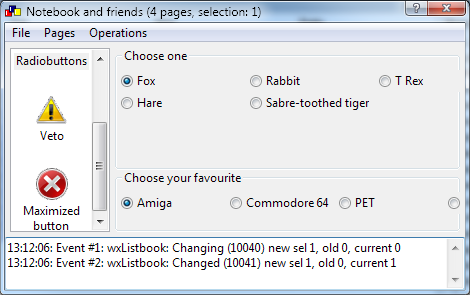 Notebook and friends (4 pages, selection: 1)
File Pages Operations
Radiobuttons
Veto
Maximized
button
Choose one
Fox Rabbit T Rex
Hare Sabre-toothed tiger
Choose your favourite
Amiga Commodore 64 PET
13:12:06: Event #1: wxListbook: Changing (10040) new sel 1, old 0, current 0
13:12:06: Event #2: wxListbook: Changed (10041) new sel 1, old 0, current 1